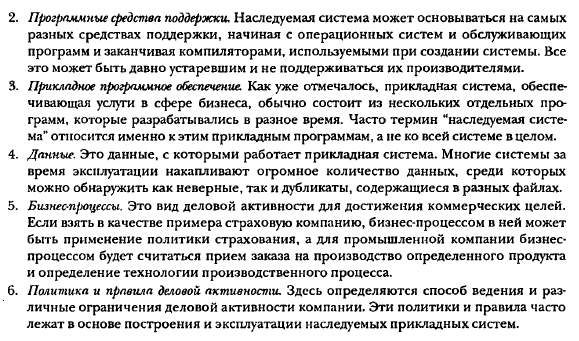 2. Программные средства поддержки. Наследуемая система может основываться на самых
разных средствах поддержки, начиная с операционных систем и обслуживающих
программ и заканчивая компиляторами, используемыми при создании системы. Все
это может быть давно устаревшим и не поддерживаться их производителями.
3. Прикладное программное обеспечение. Как уже отмечалось, прикладная система, обеспе-
чивающая услуги в сфере бизнеса, обычно состоит из нескольких отдельных про-
грамм, которые разрабатывались в разное время. Часто термин "наследуемая систе-
ма" относится именно к этим прикладным программам, а не ко всей системе в целом.
4. Данные. Это данные, с которыми работает прикладная система. Многие системы за
время эксплуатации накапливают огромное количество данных, среди которых
можно обнаружить как неверные, так и дубликаты, содержащиеся в разных файлах.
5. Бизнес-процессы. Это вид деловой активности для достижения коммерческих целей.
Если взять в качестве примера страховую компанию, бизнес-процессом в ней может
быть применение политики страхования, а для промышленной компании бизнес-
процессом будет считаться прием заказа на производство определенного продукта
и определение технологии производственного процесса.
6. Политика и правила деловой активности. Здесь определяются способ ведения и раз-
личные ограничения деловой активности компании. Эти политики и правила часто
лежат в основе построения и эксплуатации наследуемых прикладных систем.